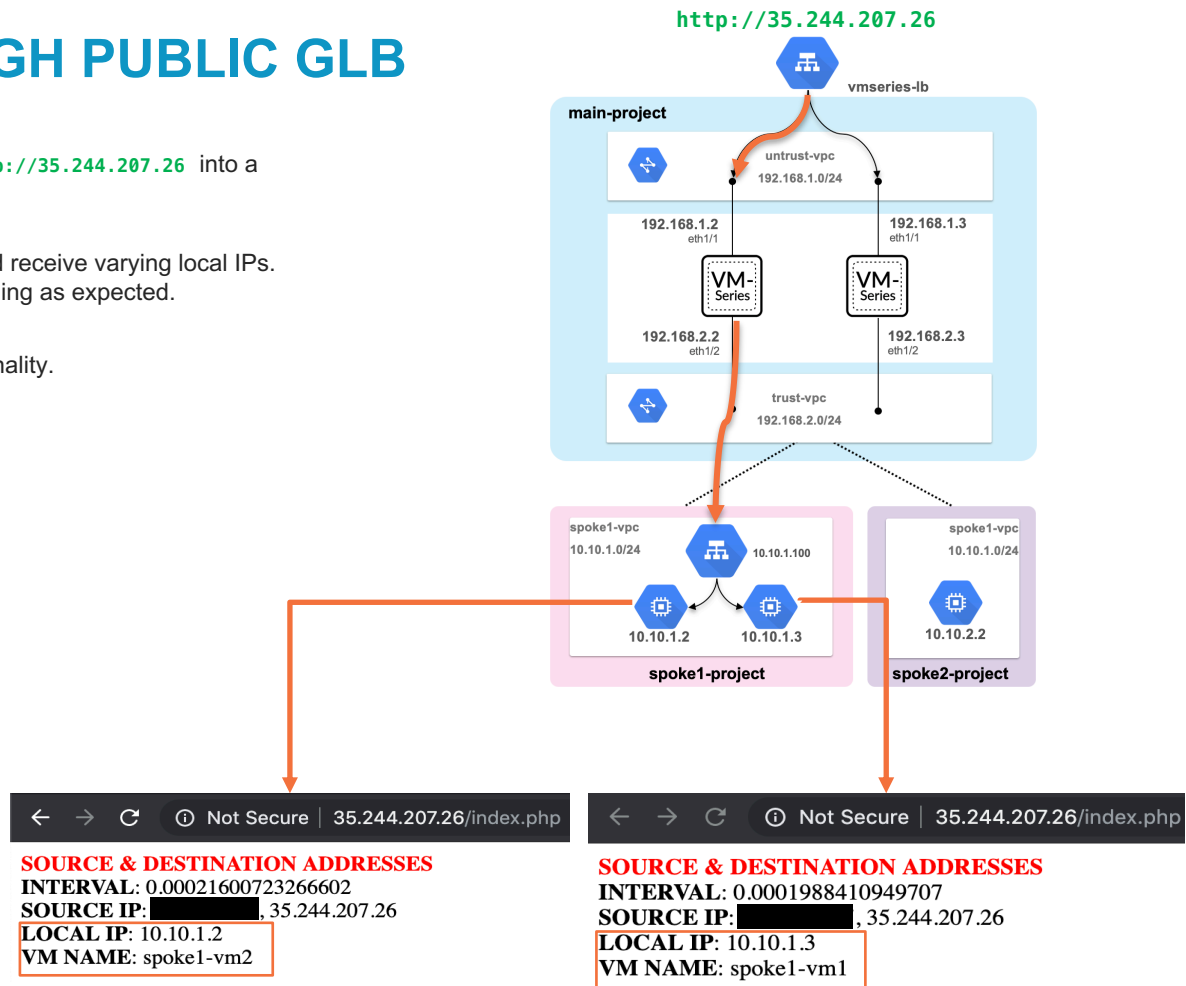 GH PUBLIC GLB
://35.244.207.26 into a
receive varying local IPs.
ing as expected.
nality.
http://35.244.207.26
vmseries-lb
main-project
untrust-vpc
192.168.1.0/24
192.168.1.2
eth1/1
192.168.1.3
eth1/1
VM-
Series
VM-
Series
192.168.2.2
eth1/2
192.168.2.3
eth1/2
trust-vpc
192.168.2.0/24
spoke1-vpc
10.10.1.0/24
10.10.1.100
10.10.1.2
10.10.1.3
spoke1-project
spoke1-vpc
10.10.1.0/24
10.10.2.2
spoke2-project
Not Secure | 35.244.207.26/index.php
SOURCE & DESTINATION ADDRESSES
INTERVAL: 0.00021600723266602
SOURCE IP: , 35.244.207.26
LOCAL IP: 10.10.1.2
VM NAME: spoke1-vm2
Not Secure | 35.244.207.26/index.php
SOURCE & DESTINATION ADDRESSES
INTERVAL: 0.0001988410949707
SOURCE IP: , 35.244.207.26
LOCAL IP: 10.10.1.3
VM NAME: spoke1-vm1